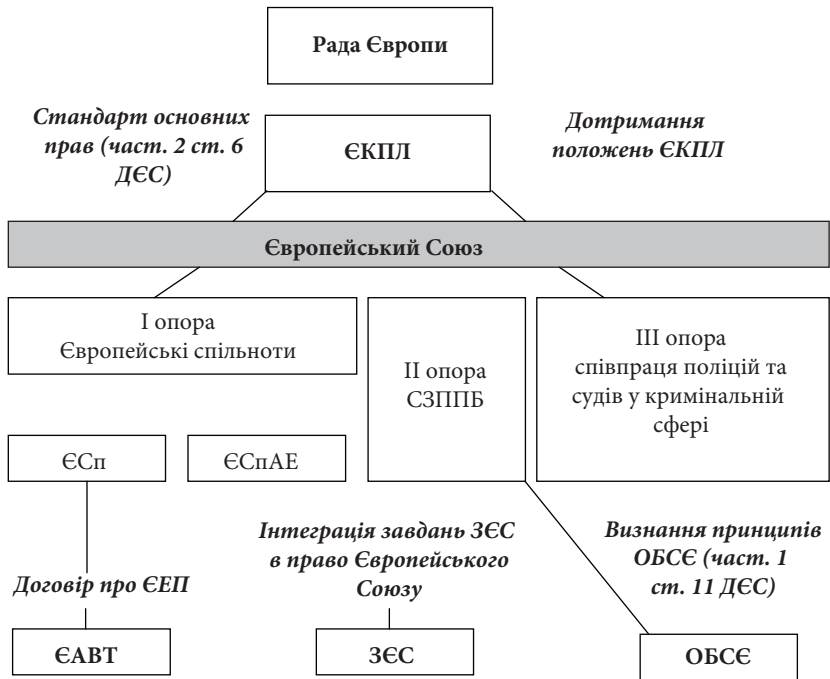 Рада Європи
Стандарт основних
прав (част. 2 ст. 6
ДЄС)
ЄКПЛ
Дотримання
положень ЄКПЛ
Європейський Союз
І опора
Європейські спільноти
ІІ опора
СЗППБ
ІІІ опора
співпраця поліцій та
судів у кримінальній
сфері
ЄСп
ЄСпАЕ
Договір про ЄЕП
Інтеграція завдань ЗЄС
в право Європейського
Союзу
Визнання принципів
ОБСЄ (част. 1
ст. 11 ДЄС)
ЄАВТ
ЗЄС
ОБСЄ